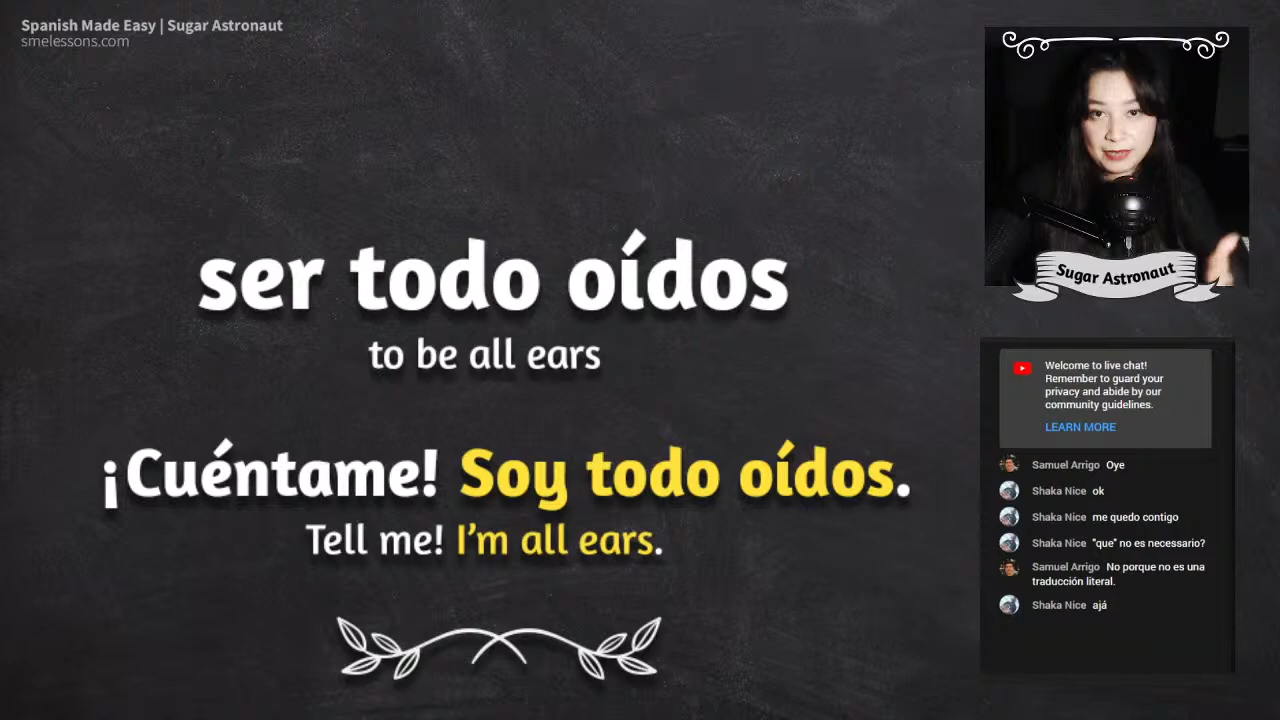 Spanish Made Easy | Sugar Astronaut
smelessons.com
ser todo oídos
to be all ears
¡Cuéntame! Soy todo oídos.
Tell me! I'm all ears.
Sugar Astronaut
Welcome to live chat!
Remember to guard your
privacy and abide by our
community guidelines.
LEARN MORE
Samuel Arrigo Oye
Shaka Nice ok
Shaka Nice me quedo contigo
Shaka Nice "que" no es necessario?
Samuel Arrigo No porque no es una
traducción literal.
Shaka Nice ajá